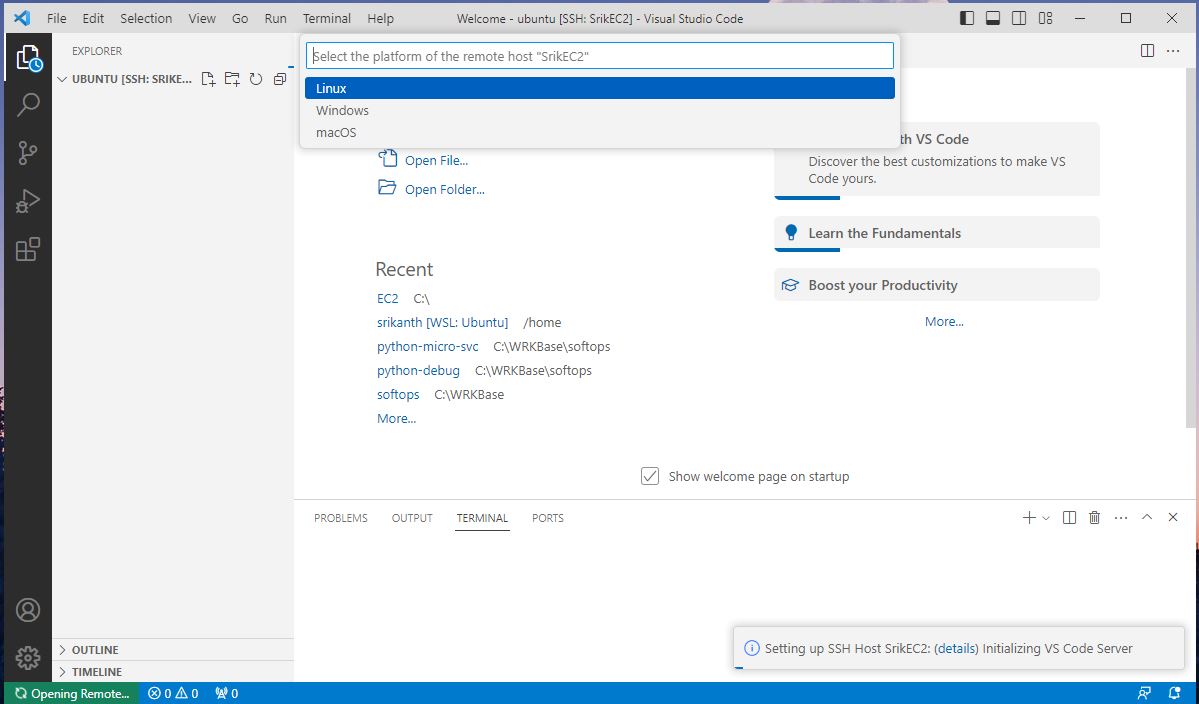 File Edit Selection View Go Run Terminal Help Welcome - ubuntu [SSH: SrikEC2] - Visual Studio Code
EXPLORER
UBUNTU [SSH: SRIKE...
Select the platform of the remote host "SrikEC2"
Linux
Windows
macOS
Open File...
Open Folder...
Recent
EC2 C:\
srikanth [WSL: Ubuntu] /home
python-micro-svc C:\WRKBase\softops
python-debug C:\WRKBase\softops
softops C:\WRKBase
More...
VS Code
Discover the best customizations to make VS
Code yours.
Learn the Fundamentals
Boost your Productivity
More...
Show welcome page on startup
PROBLEMS OUTPUT TERMINAL PORTS
OUTLINE
TIMELINE
Setting up SSH Host SrikEC2: (details) Initializing VS Code Server
Opening Remote... 0 0 0